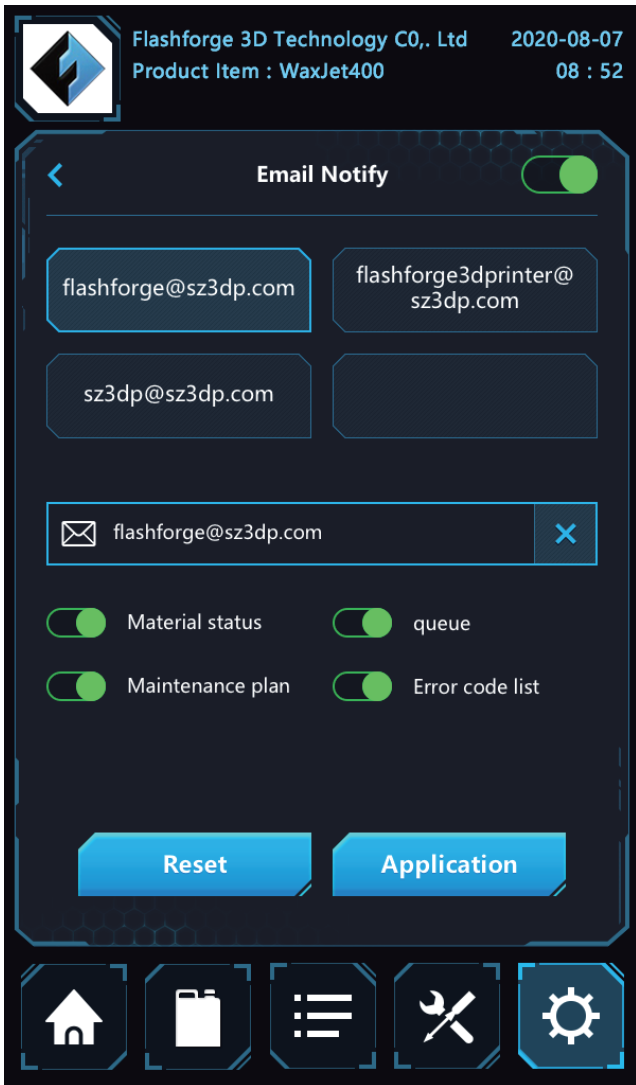 Flashforge 3D Technology C0,. Ltd 2020-08-07
Product Item : WaxJet400 08 : 52
Email Notify
flashforge@sz3dp.com
flashforge3dprinter@
sz3dp.com
sz3dp@sz3dp.com
flashforge@sz3dp.com
Material status queue
Maintenance plan Error code list
Reset Application